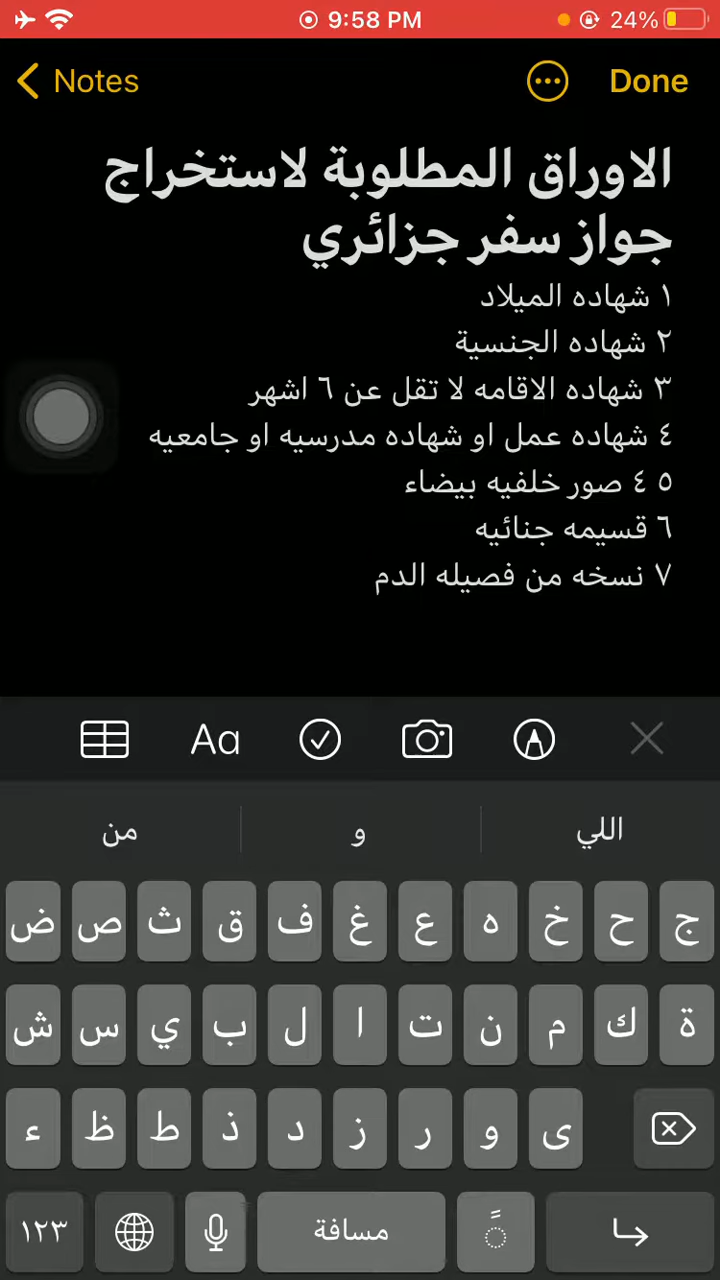 9:58 PM
24%
Notes
Done
الاوراق المطلوبة لاستخراج
جواز سفر جزائري
١ شهاده الميلاد
٢ شهاده الجنسية
٣ شهاده الاقامه لا تقل عن ٦ اشهر
٤ شهاده عمل او شهاده مدرسيه او جامعيه
٥ ٤ صور خلفيه بيضاء
٦ قسيمه جنائيه
٧ نسخه من فصيله الدم
Aa
من و اللي
ض ص ث ق ف غ ع ه خ ح ج
ش س ي ب ل ا ت ن م ك ة
ء ظ ط ذ د ز ر و ى
١٢٣ مسافة